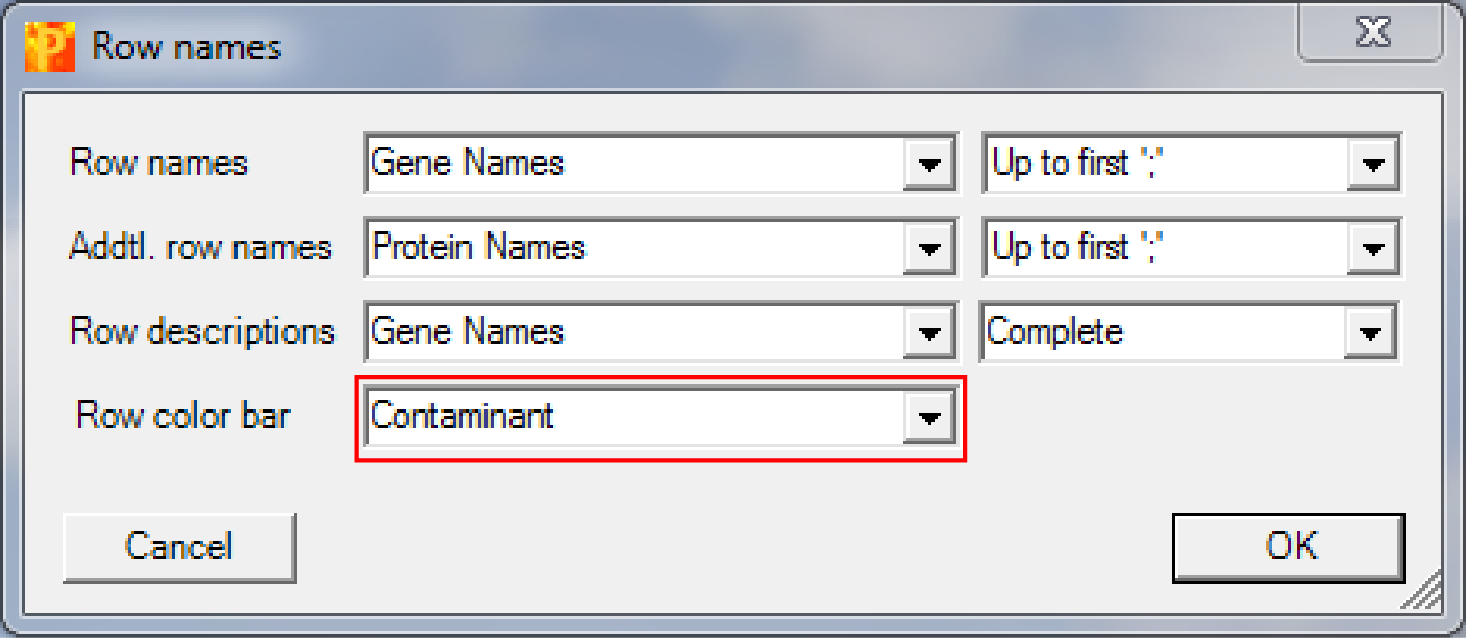 P Row names X
Row names Gene Names Up to first ';'
Addtl. row names Protein Names Up to first ';'
Row descriptions Gene Names Complete
Row color bar Contaminant
Cancel OK